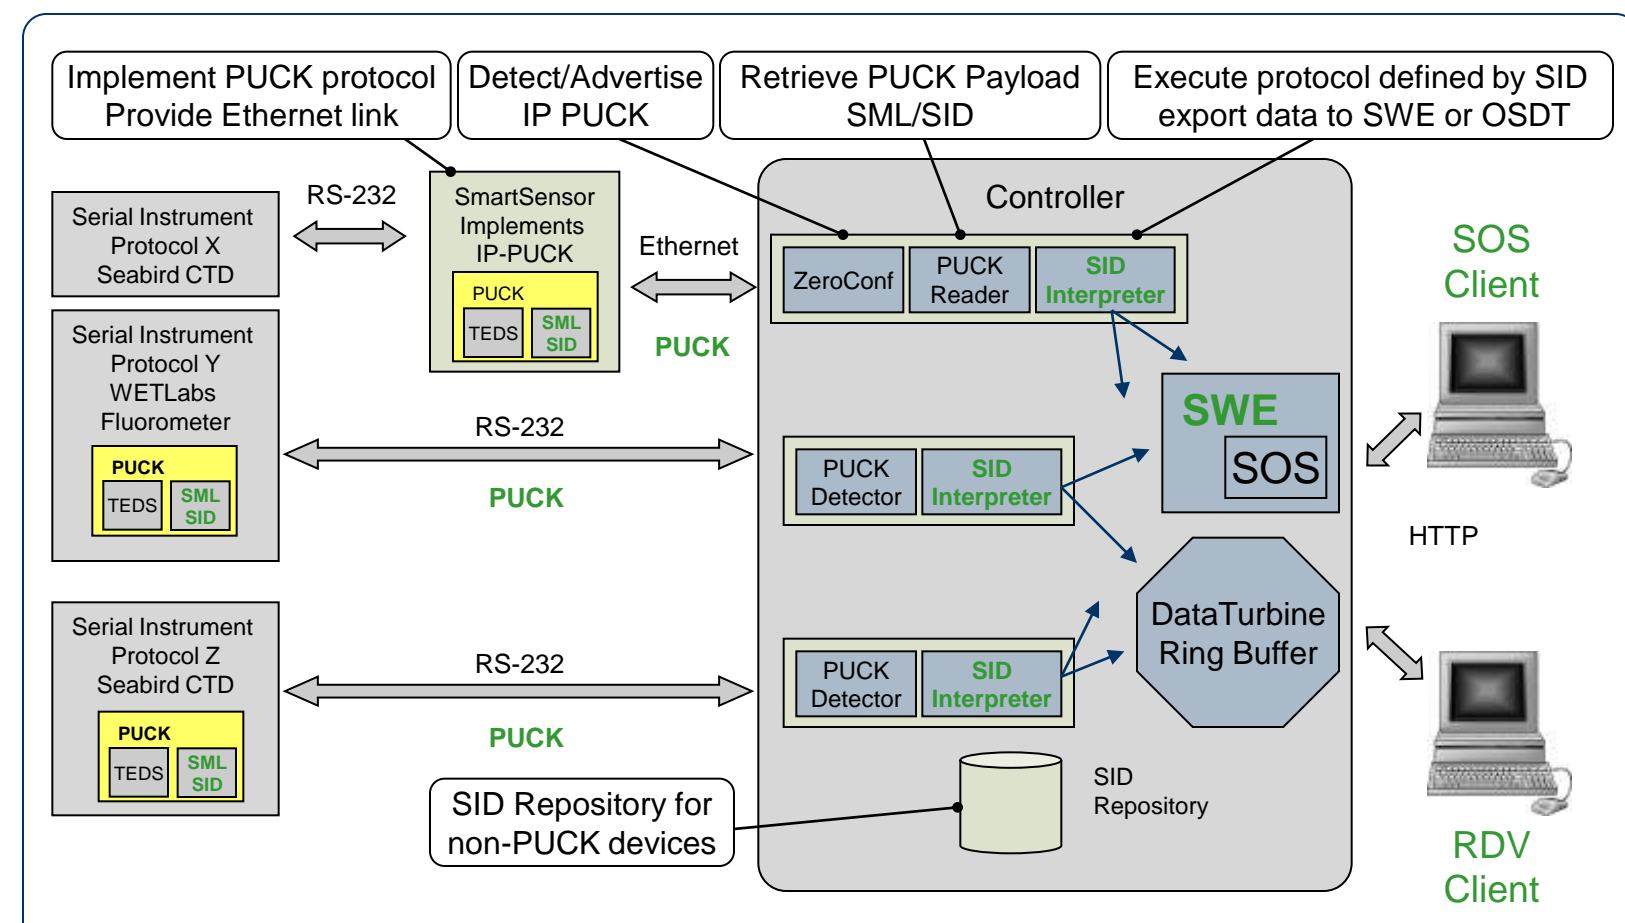 Implement PUCK protocol
Provide Ethernet link
Detect/Advertise
IP PUCK
Retrieve PUCK Payload
SML/SID
Execute protocol defined by SID
export data to SWE or OSDT
Serial Instrument
Protocol X
Seabird CTD
RS-232
SmartSensor
Implements
IP-PUCK
PUCK
TEDS
SML
SID
Ethernet
PUCK
Controller
ZeroConf
PUCK
Reader
SID
Interpreter
SOS
Client
Serial Instrument
Protocol Y
WETLabs
Fluorometer
PUCK
TEDS
SML
SID
RS-232
PUCK
PUCK
Detector
SID
Interpreter
SWE
SOS
HTTP
Serial Instrument
Protocol Z
Seabird CTD
PUCK
TEDS
SML
SID
RS-232
PUCK
PUCK
Detector
SID
Interpreter
DataTurbine
Ring Buffer
SID Repository for
non-PUCK devices
SID
Repository
RDV
Client